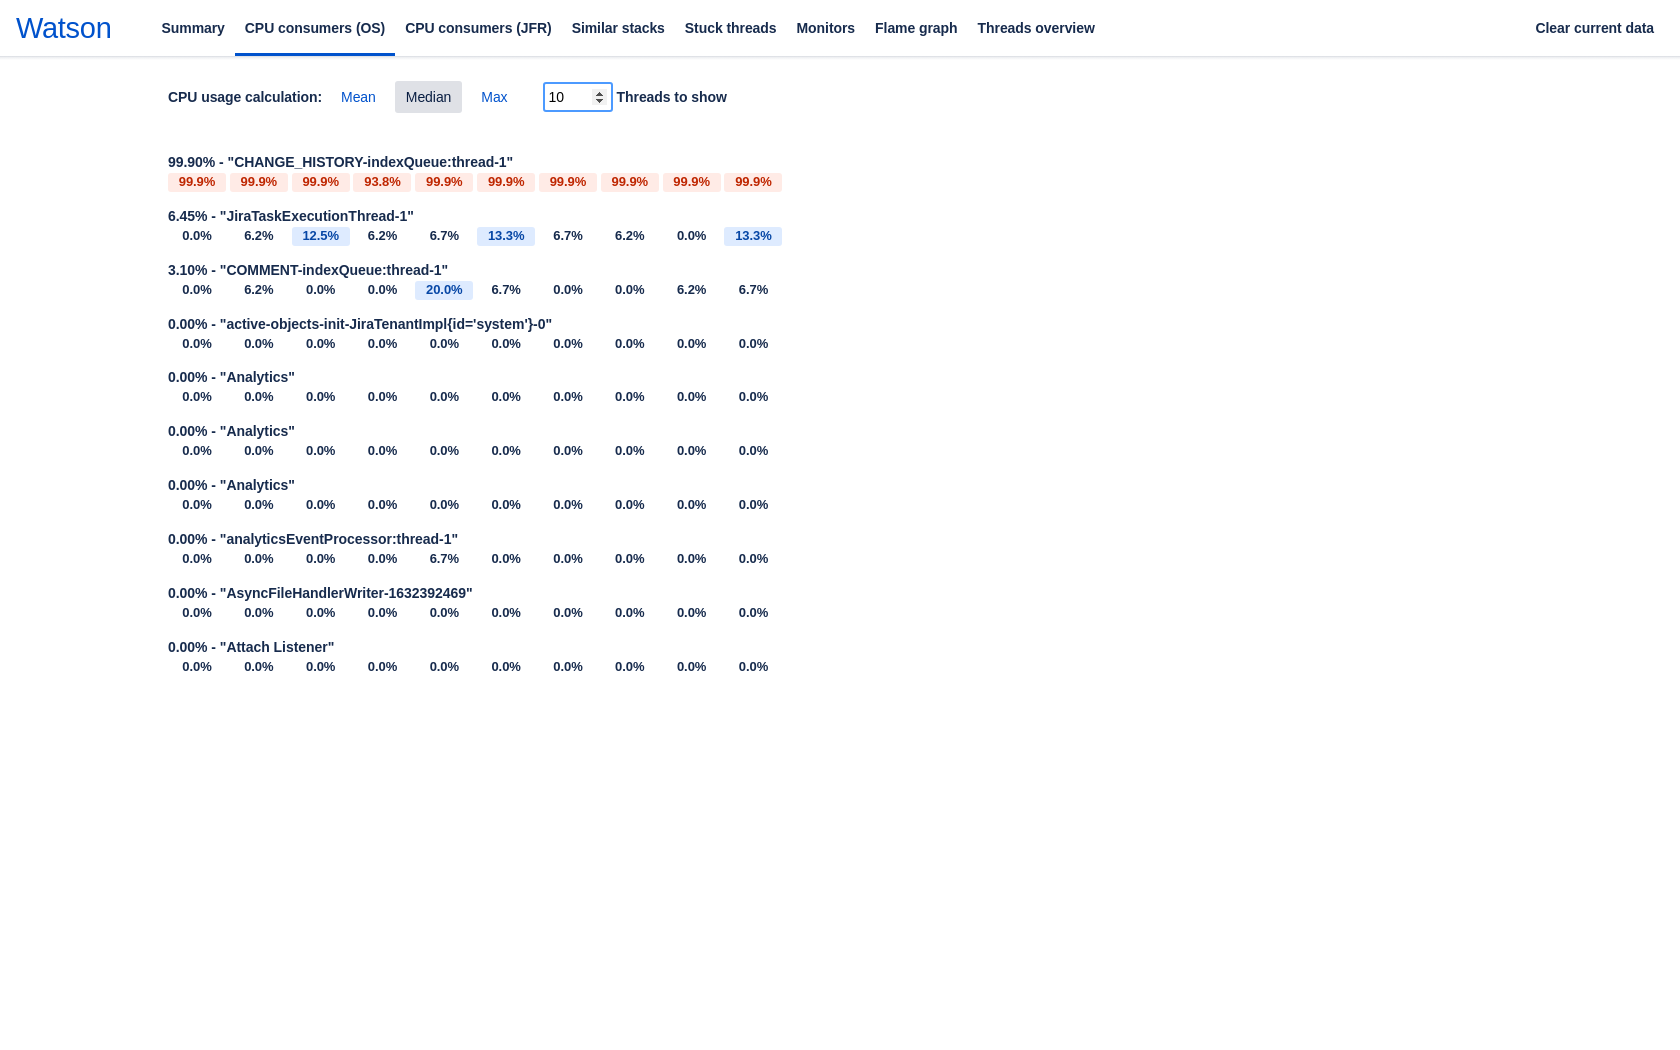 Watson Summary CPU consumers (OS) CPU consumers (JFR) Similar stacks Stuck threads Monitors Flame graph Threads overview Clear current data
CPU usage calculation: Mean Median Max 10 Threads to show
99.90% - "CHANGE_HISTORY-indexQueue:thread-1"
99.9% 99.9% 99.9% 93.8% 99.9% 99.9% 99.9% 99.9% 99.9% 99.9%
6.45% - "JiraTaskExecutionThread-1"
0.0% 6.2% 12.5% 6.2% 6.7% 13.3% 6.7% 6.2% 0.0% 13.3%
3.10% - "COMMENT-indexQueue:thread-1"
0.0% 6.2% 0.0% 0.0% 20.0% 6.7% 0.0% 0.0% 6.2% 6.7%
0.00% - "active-objects-init-JiraTenantImpl{id='system'}-0"
0.0% 0.0% 0.0% 0.0% 0.0% 0.0% 0.0% 0.0% 0.0% 0.0%
0.00% - "Analytics"
0.0% 0.0% 0.0% 0.0% 0.0% 0.0% 0.0% 0.0% 0.0% 0.0%
0.00% - "Analytics"
0.0% 0.0% 0.0% 0.0% 0.0% 0.0% 0.0% 0.0% 0.0% 0.0%
0.00% - "Analytics"
0.0% 0.0% 0.0% 0.0% 0.0% 0.0% 0.0% 0.0% 0.0% 0.0%
0.00% - "analyticsEventProcessor:thread-1"
0.0% 0.0% 0.0% 0.0% 6.7% 0.0% 0.0% 0.0% 0.0% 0.0%
0.00% - "AsyncFileHandlerWriter-1632392469"
0.0% 0.0% 0.0% 0.0% 0.0% 0.0% 0.0% 0.0% 0.0% 0.0%
0.00% - "Attach Listener"
0.0% 0.0% 0.0% 0.0% 0.0% 0.0% 0.0% 0.0% 0.0% 0.0%